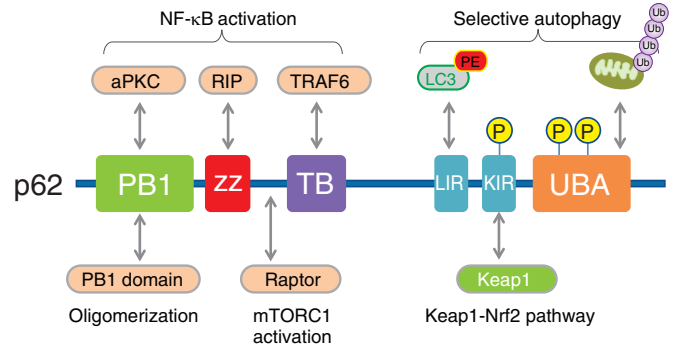 NF-κB activation
Selective autophagy
aPKC
RIP
TRAF6
LC3
PE
Ub
Ub
Ub
Ub
P
P
P
p62
PB1
ZZ
TB
LIR
KIR
UBA
PB1 domain
Raptor
Keap1
Oligomerization
mTORC1
activation
Keap1-Nrf2 pathway